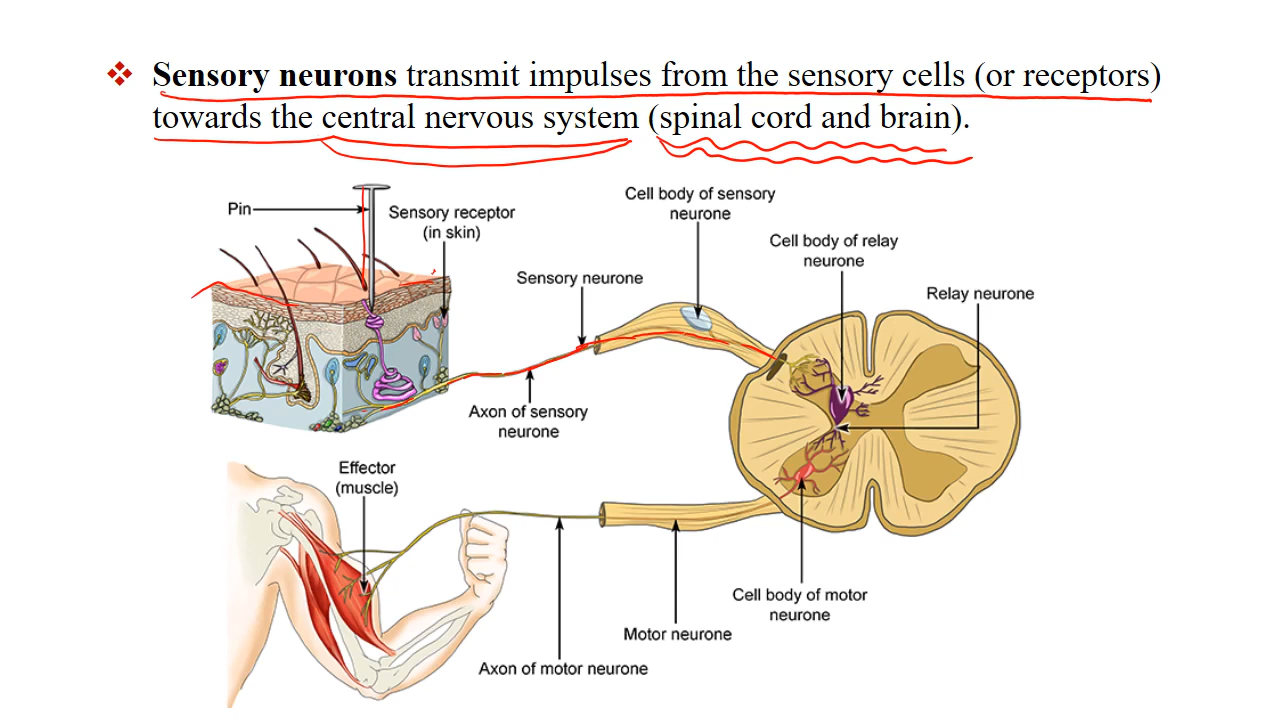 Sensory neurons transmit impulses from the sensory cells (or receptors)
towards the central nervous system (spinal cord and brain).
Pin
Sensory receptor
(in skin)
Cell body of sensory
neurone
Cell body of relay
neurone
Sensory neurone
Relay neurone
Axon of sensory
neurone
Effector
(muscle)
Cell body of motor
neurone
Motor neurone
Axon of motor neurone